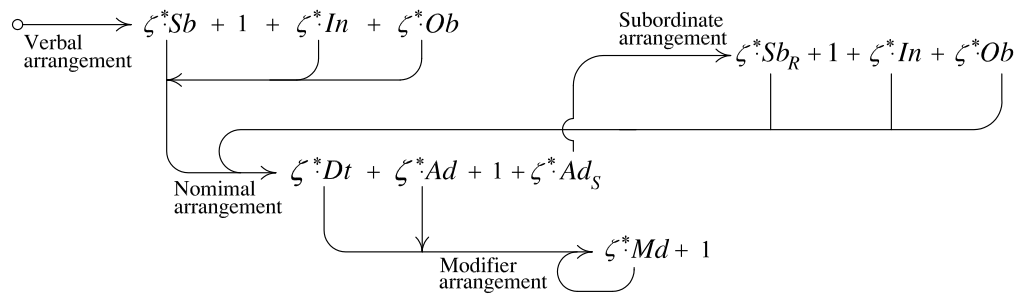 ζ*Sb + 1 + ζ*In + ζ*Ob
Verbal
arrangement
Subordinate
arrangement
ζ*Sb_R + 1 + ζ*In + ζ*Ob
ζ*Dt + ζ*Ad + 1 + ζ*Ad_S
Nomimal
arrangement
ζ*Md + 1
Modifier
arrangement